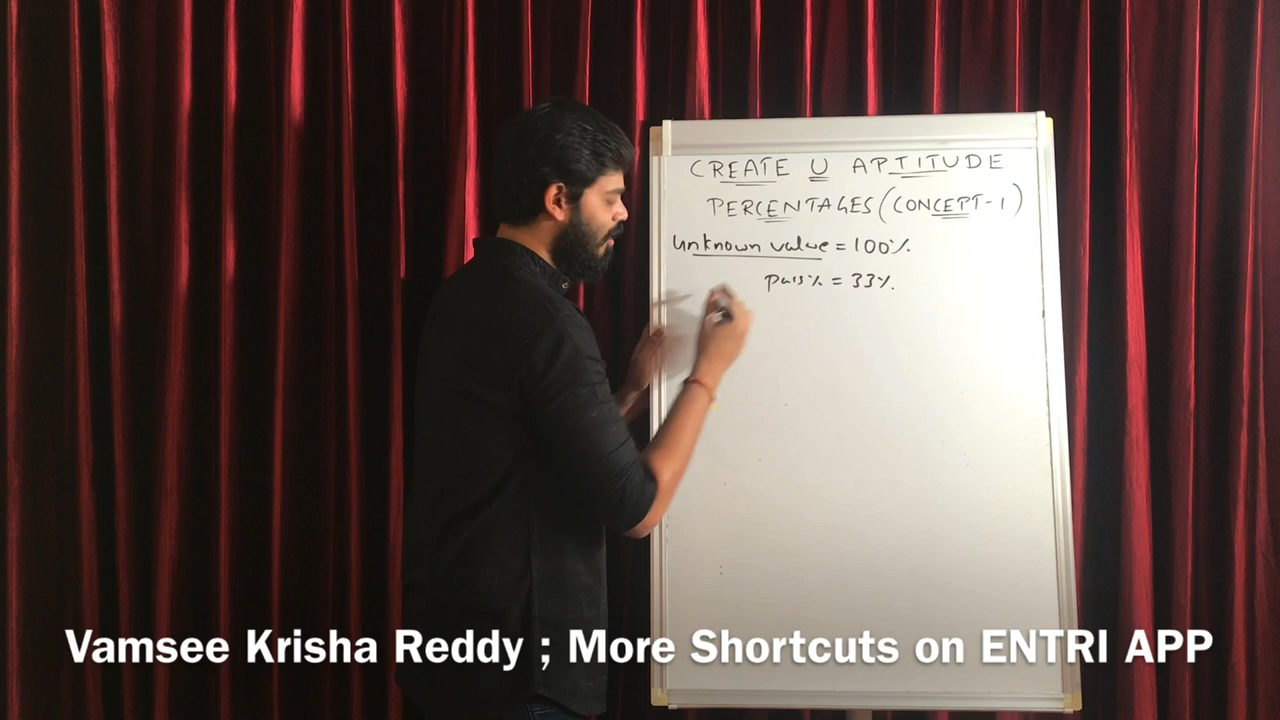 CREATE U APTITUDE
PERCENTAGES (CONCEPT-1)
Unknown value = 100%.
pass% = 33%.
Vamsee Krisha Reddy ; More Shortcuts on ENTRI APP